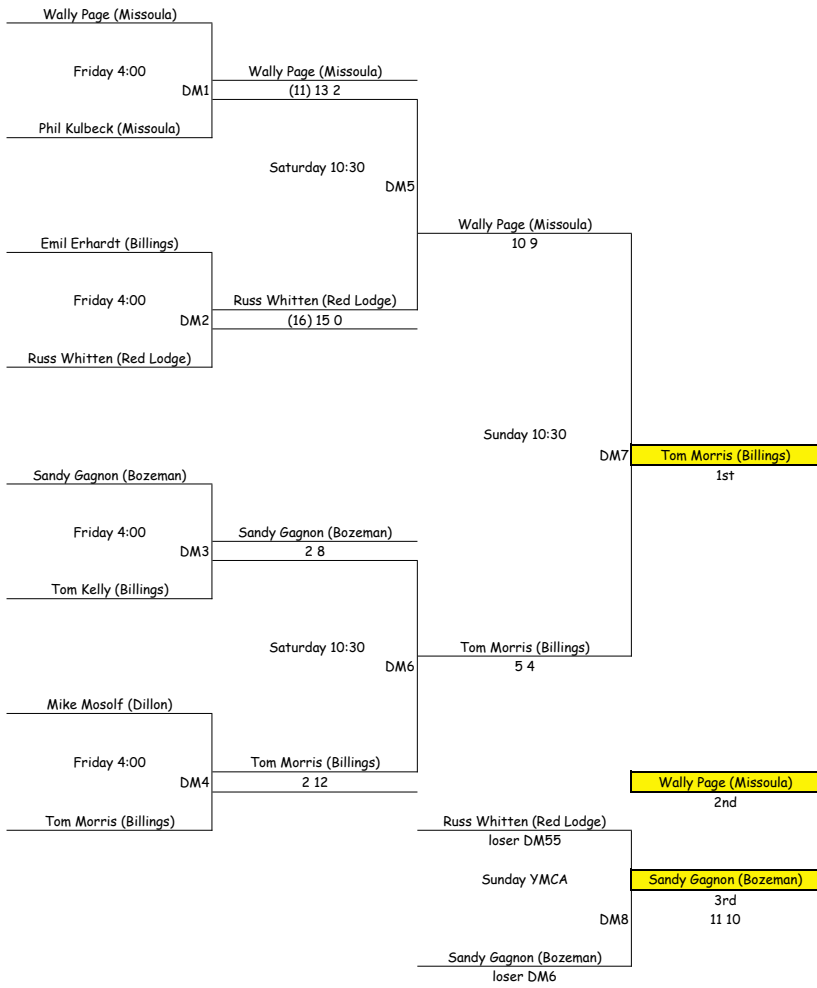 Wally Page (Missoula)
Friday 4:00
DM1
Wally Page (Missoula)
(11) 13 2
Phil Kulbeck (Missoula)
Saturday 10:30
DM5
Wally Page (Missoula)
10 9
Emil Erhardt (Billings)
Friday 4:00
DM2
Russ Whitten (Red Lodge)
(16) 15 0
Russ Whitten (Red Lodge)
Sunday 10:30
DM7
Tom Morris (Billings)
1st
Sandy Gagnon (Bozeman)
Friday 4:00
DM3
Sandy Gagnon (Bozeman)
2 8
Tom Kelly (Billings)
Saturday 10:30
DM6
Tom Morris (Billings)
5 4
Mike Mosolf (Dillon)
Friday 4:00
DM4
Tom Morris (Billings)
2 12
Tom Morris (Billings)
Wally Page (Missoula)
2nd
Russ Whitten (Red Lodge)
loser DM55
Sunday YMCA
DM8
Sandy Gagnon (Bozeman)
3rd
11 10
Sandy Gagnon (Bozeman)
loser DM6